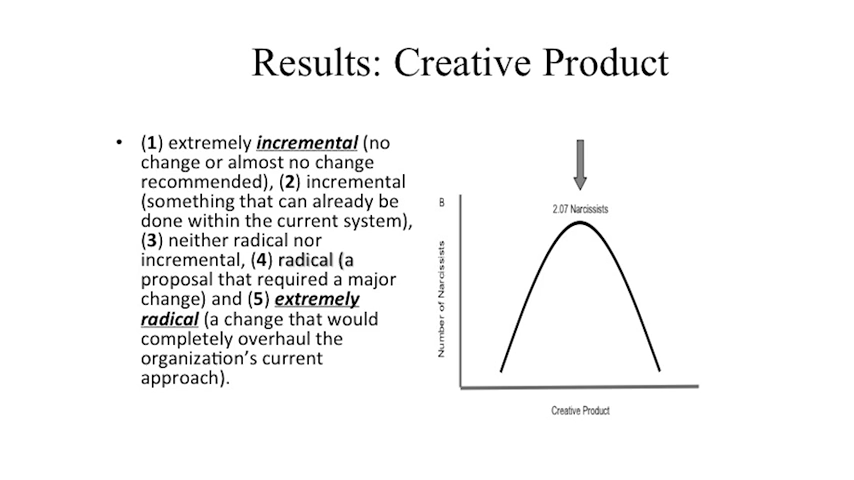 Results: Creative Product
• (1) extremely incremental (no
change or almost no change
recommended), (2) incremental
(something that can already be
done within the current system),
(3) neither radical nor
incremental, (4) radical (a
proposal that required a major
change) and (5) extremely
radical (a change that would
completely overhaul the
organization's current
approach).
B
2.07 Narcissists
Number of Narcissists
Creative Product